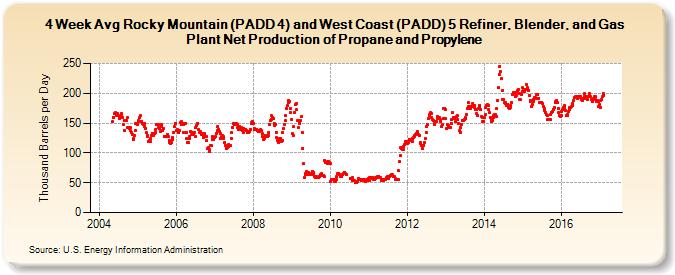 4 Week Avg Rocky Mountain (PADD 4) and West Coast (PADD) 5 Refiner, Blender, and Gas
Plant Net Production of Propane and Propylene
Thousand Barrels per Day
250
200
150
100
50
0
2004 2006 2008 2010 2012 2014 2016
Source: U.S. Energy Information Administration